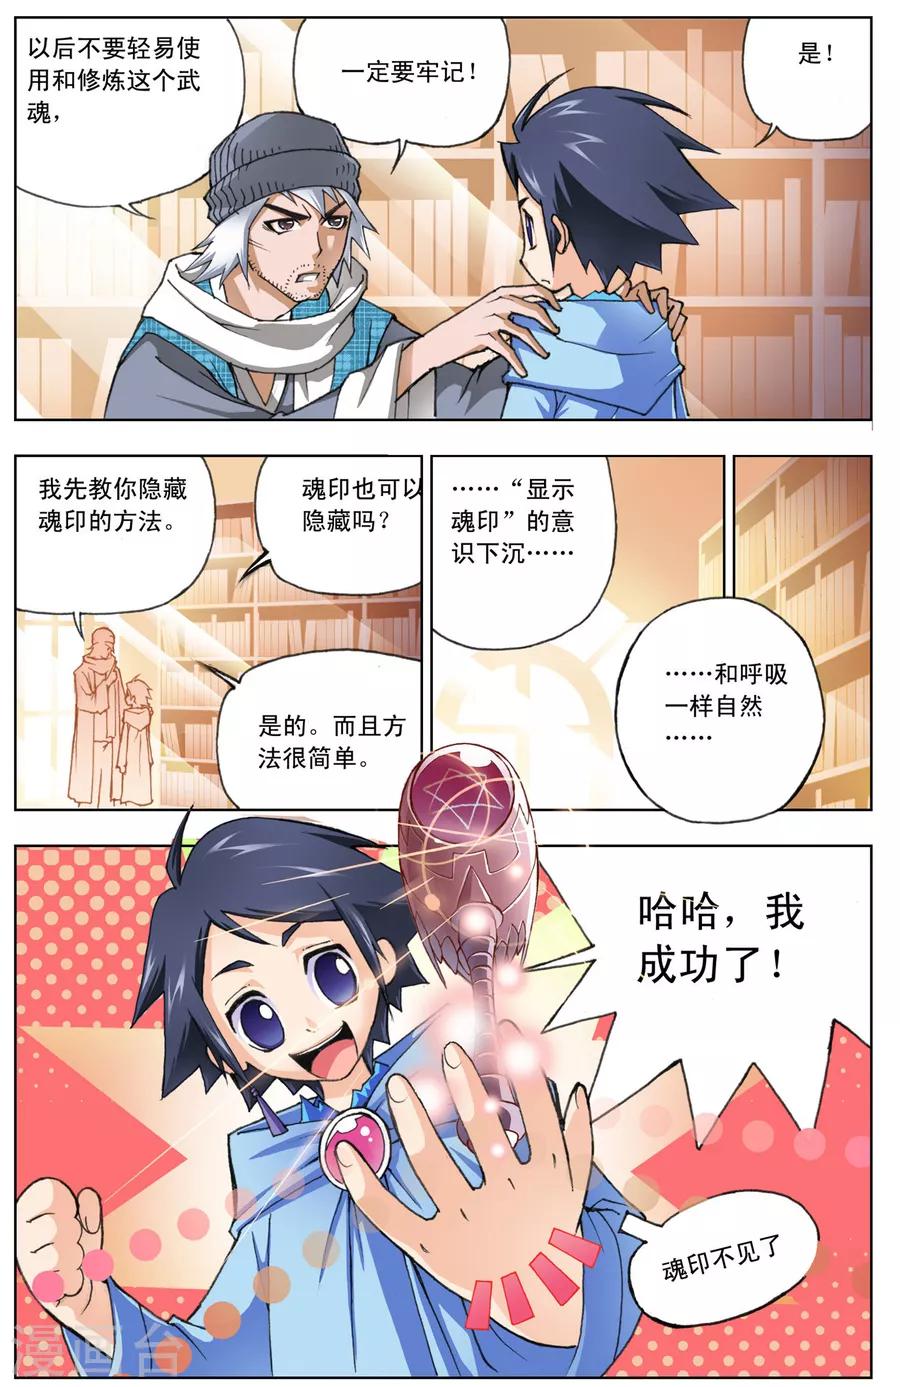 以后不要轻易使
用和修炼这个武
魂，
一定要牢记！
是！
我先教你隐藏
魂印的方法。
魂印也可以
隐藏吗？
是的。而且方
法很简单。
……“显示
魂印”的意
识下沉……
……和呼吸
一样自然
……
哈哈，我
成功了！
魂印不见了
漫画台